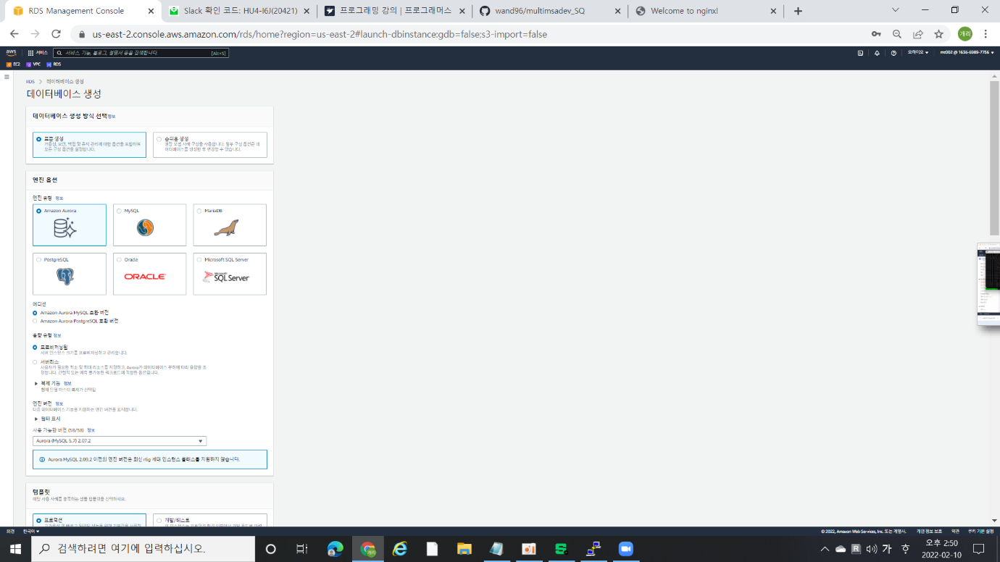 RDS Management Console
Slack 확인 코드: HU4-I6J(20421)
프로그래밍 강의 | 프로그래머스
wand96/multimsadev_SQ
Welcome to nginx!
us-east-2.console.aws.amazon.com/rds/home?region=us-east-2#launch-dbinstance:gdb=false;s3-import=false
개리
aws
서비스
서비스, 기능, 블로그, 설명서 등을 검색합니다.
[Alt+S]
오하이오
mc002 @ 1636-6989-7756
EC2
VPC
RDS
RDS > 데이터베이스 생성
데이터베이스 생성
데이터베이스 생성 방식 선택 정보
표준 생성
가용성, 보안, 백업 및 유지 관리에 대한 옵션을 포함하여 모든 구성 옵션을 설정합니다.
손쉬운 생성
권장 모범 사례 구성을 사용합니다. 일부 구성 옵션은 데이터베이스를 생성한 후 변경할 수 있습니다.
엔진 옵션
엔진 유형 정보
Amazon Aurora
MySQL
MariaDB
PostgreSQL
Oracle
ORACLE
Microsoft SQL Server
Microsoft SQL Server
에디션
Amazon Aurora MySQL 호환 버전
Amazon Aurora PostgreSQL 호환 버전
용량 유형 정보
프로비저닝됨
서버 인스턴스 크기를 프로비저닝하고 관리합니다.
서버리스
사용자가 필요한 최소 및 최대 리소스를 지정하고, Aurora가 데이터베이스 부하에 따라 용량을 조정합니다. 간헐적 또는 예측 불가능한 워크로드에 적합한 옵션입니다.
복제 기능 정보
현재 단일 마스터 복제가 선택됨
엔진 버전 정보
다음 데이터베이스 기능을 지원하는 엔진 버전을 표시합니다.
필터 표시
사용 가능한 버전 (58/58) 정보
Aurora (MySQL 5.7) 2.07.2
Aurora MySQL 2.09.2 이전의 엔진 버전은 최신 r6g 세대 인스턴스 클래스를 지원하지 않습니다.
템플릿
해당 사용 사례를 충족하는 샘플 템플릿을 선택하세요.
프로덕션
개발/테스트
의견
한국어
© 2022, Amazon Web Services, Inc. 또는 계열사.
개인 정보 보호
약관
쿠키 기본 설정
검색하려면 여기에 입력하십시오.
가
오후 2:50
2022-02-10